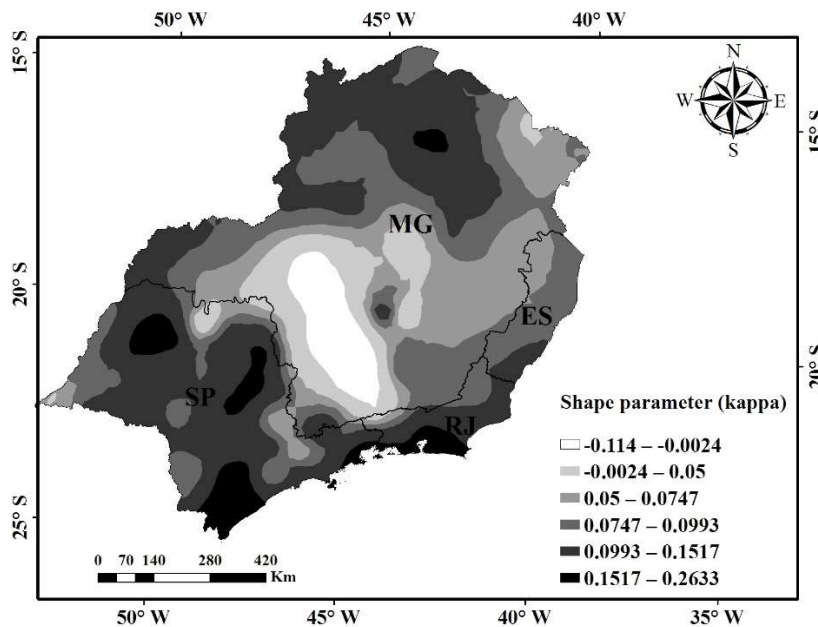 50° W 45° W 40° W
15° S
N
W E
S
15° S
MG
20° S
ES
20° S
SP
RJ
Shape parameter (kappa)
-0.114 – -0.0024
-0.0024 – 0.05
0.05 – 0.0747
0.0747 – 0.0993
0.0993 – 0.1517
0.1517 – 0.2633
25° S
0 70 140 280 420
Km
50° W 45° W 40° W 35° W